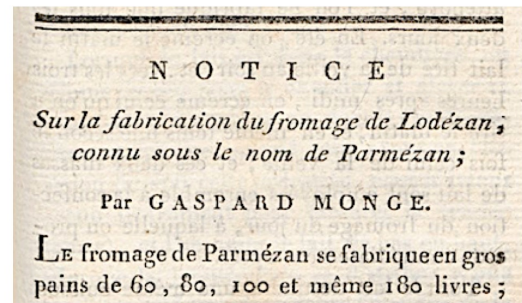 NOTICE
Sur la fabrication du fromage de Lodézan,
connu sous le nom de Parmézan;
Par GASPARD MONGE.
LE fromage de Parmézan se fabrique en gros
pains de 60, 80, 100 et même 180 livres;